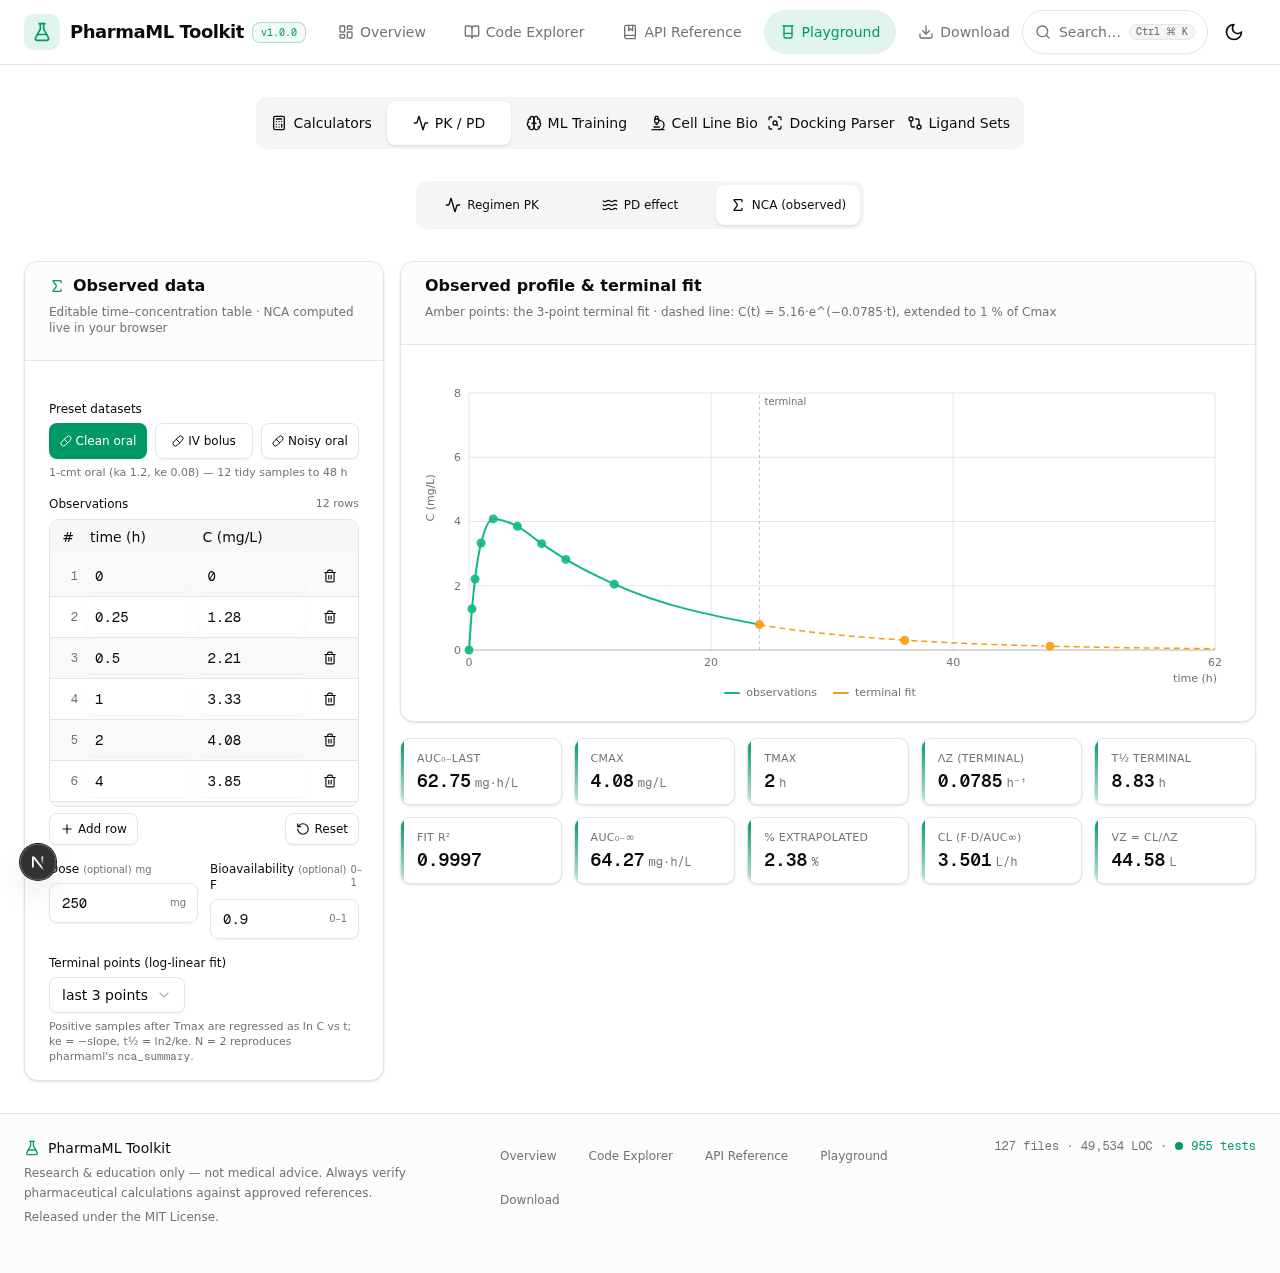 PharmaML Toolkit v1.0.0 Overview Code Explorer API Reference Playground Download Search... Ctrl ⌘ K
Calculators PK / PD ML Training Cell Line Bio Docking Parser Ligand Sets
Regimen PK PD effect NCA (observed)
Observed data
Editable time–concentration table · NCA computed
live in your browser
Preset datasets
Clean oral IV bolus Noisy oral
1-cmt oral (ka 1.2, ke 0.08) — 12 tidy samples to 48 h
Observations 12 rows
# time (h) C (mg/L)
1 0 0
2 0.25 1.28
3 0.5 2.21
4 1 3.33
5 2 4.08
6 4 3.85
Add row Reset
N
Dose (optional) mg
Bioavailability F (optional) 0–1
250 mg
0.9 0–1
Terminal points (log-linear fit)
last 3 points
Positive samples after Tmax are regressed as ln C vs t;
ke = −slope, t½ = ln2/ke. N = 2 reproduces
pharmaml's nca_summary.
Observed profile & terminal fit
Amber points: the 3-point terminal fit · dashed line: C(t) = 5.16·e^(−0.0785·t), extended to 1 % of Cmax
8
terminal
6
C (mg/L)
4
2
0
0 20 40 62
time (h)
observations terminal fit
AUC₀–LAST CMAX TMAX ΛZ (TERMINAL) T½ TERMINAL
62.75 mg·h/L 4.08 mg/L 2 h 0.0785 h⁻¹ 8.83 h
FIT R² AUC₀–∞ % EXTRAPOLATED CL (F·D/AUC∞) VZ = CL/ΛZ
0.9997 64.27 mg·h/L 2.38 % 3.501 L/h 44.58 L
PharmaML Toolkit
Research & education only — not medical advice. Always verify
pharmaceutical calculations against approved references.
Released under the MIT License.
Overview Code Explorer API Reference Playground
Download
127 files · 49,534 LOC · ● 955 tests